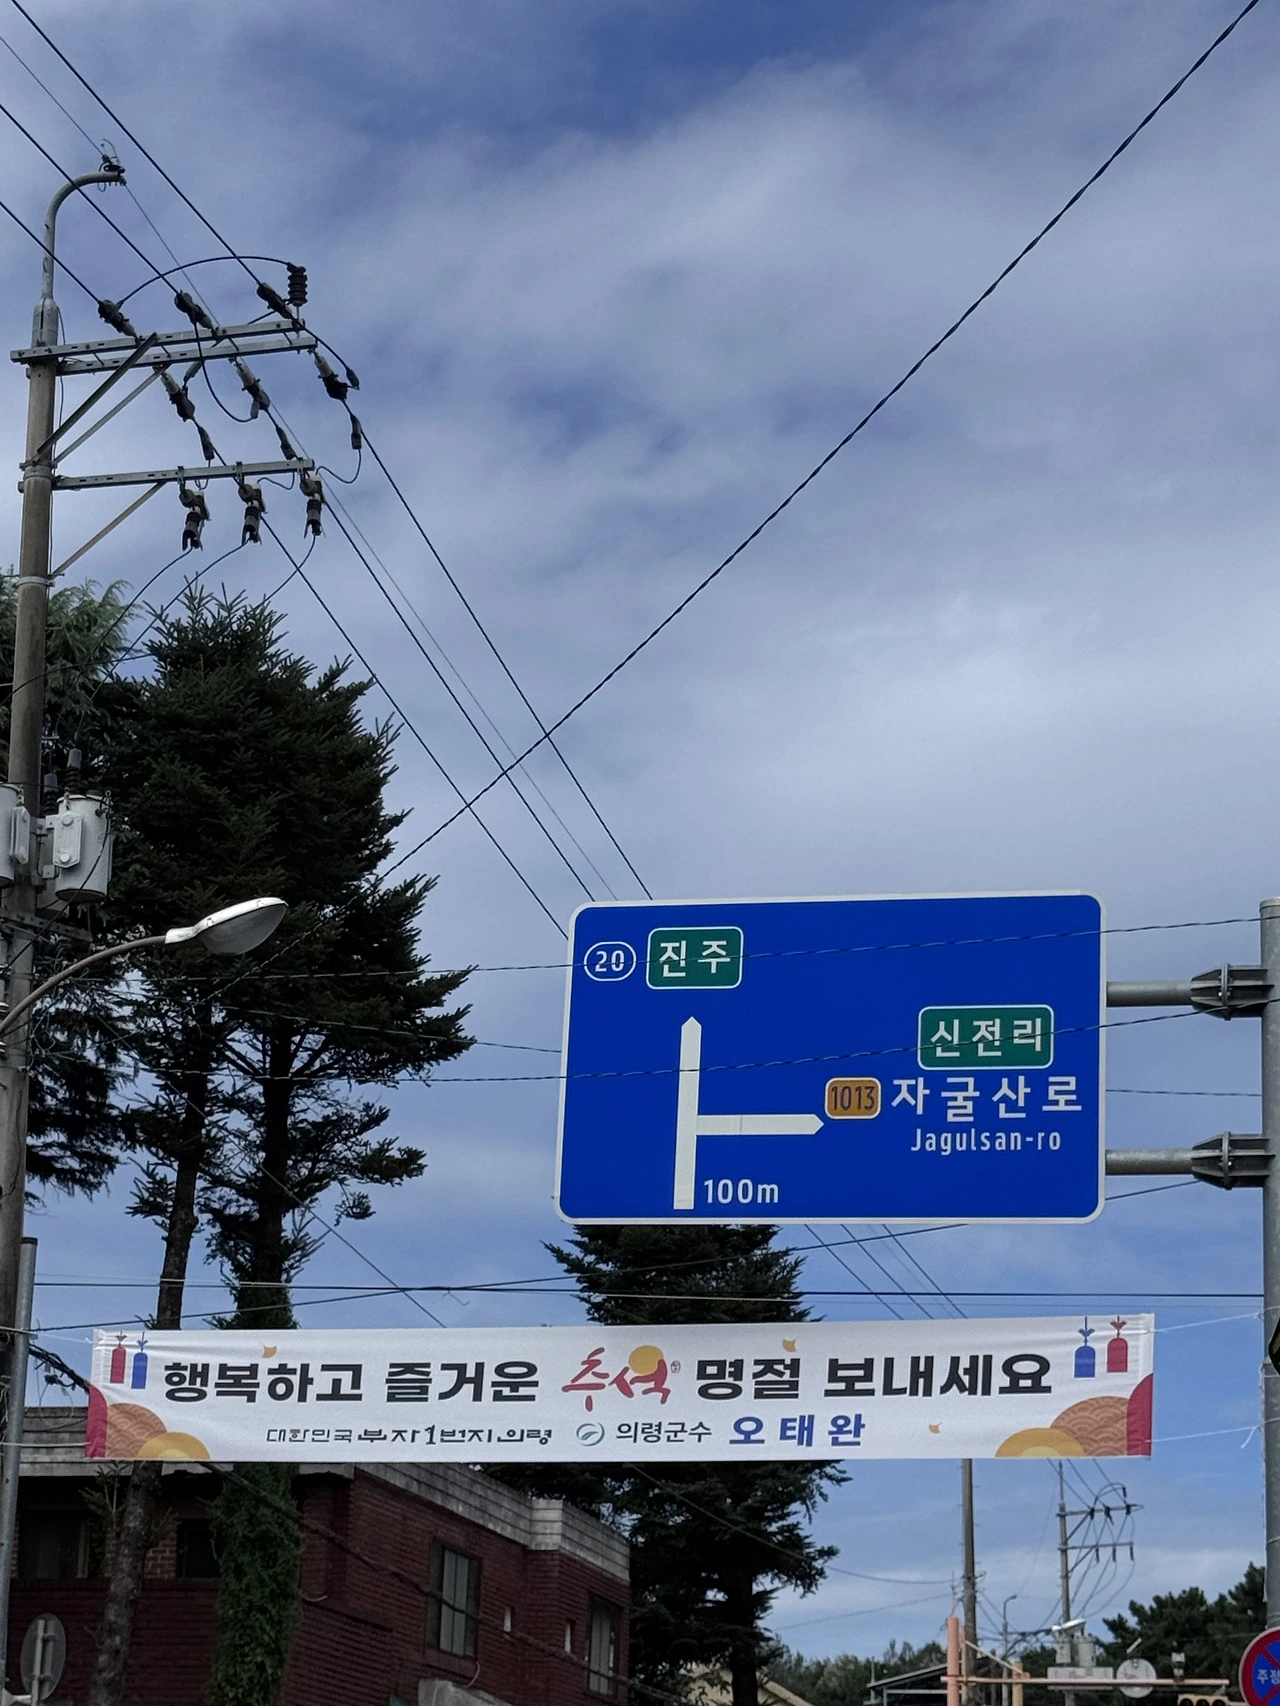 20 진주
신전리
1013 자굴산로
Jagulsan-ro
100m
행복하고 즐거운 추석 명절 보내세요
대한민국 부자1번지 의령 의령군수 오태완